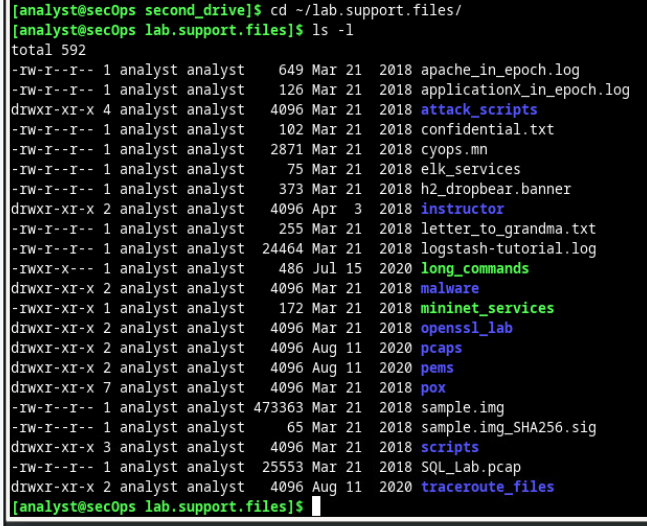 [analyst@secOps second_drive]$ cd ~/lab.support.files/
[analyst@secOps lab.support.files]$ ls -l
total 592
-rw-r--r-- 1 analyst analyst    649 Mar 21  2018 apache_in_epoch.log
-rw-r--r-- 1 analyst analyst    126 Mar 21  2018 applicationX_in_epoch.log
drwxr-xr-x 4 analyst analyst   4096 Mar 21  2018 attack_scripts
-rw-r--r-- 1 analyst analyst    102 Mar 21  2018 confidential.txt
-rw-r--r-- 1 analyst analyst   2871 Mar 21  2018 cyops.mn
-rw-r--r-- 1 analyst analyst     75 Mar 21  2018 elk_services
-rw-r--r-- 1 analyst analyst    373 Mar 21  2018 h2_dropbear.banner
drwxr-xr-x 2 analyst analyst   4096 Apr  3  2018 instructor
-rw-r--r-- 1 analyst analyst    255 Mar 21  2018 letter_to_grandma.txt
-rw-r--r-- 1 analyst analyst  24464 Mar 21  2018 logstash-tutorial.log
-rwxr-x--- 1 analyst analyst    486 Jul 15  2020 long_commands
drwxr-xr-x 2 analyst analyst   4096 Mar 21  2018 malware
-rwxr-xr-x 1 analyst analyst    172 Mar 21  2018 mininet_services
drwxr-xr-x 2 analyst analyst   4096 Mar 21  2018 openssl_lab
drwxr-xr-x 2 analyst analyst   4096 Aug 11  2020 pcaps
drwxr-xr-x 2 analyst analyst   4096 Aug 11  2020 pems
drwxr-xr-x 7 analyst analyst   4096 Mar 21  2018 pox
-rw-r--r-- 1 analyst analyst 473363 Mar 21  2018 sample.img
-rw-r--r-- 1 analyst analyst     65 Mar 21  2018 sample.img_SHA256.sig
drwxr-xr-x 3 analyst analyst   4096 Mar 21  2018 scripts
-rw-r--r-- 1 analyst analyst  25553 Mar 21  2018 SQL_Lab.pcap
drwxr-xr-x 2 analyst analyst   4096 Aug 11  2020 traceroute_files
[analyst@secOps lab.support.files]$